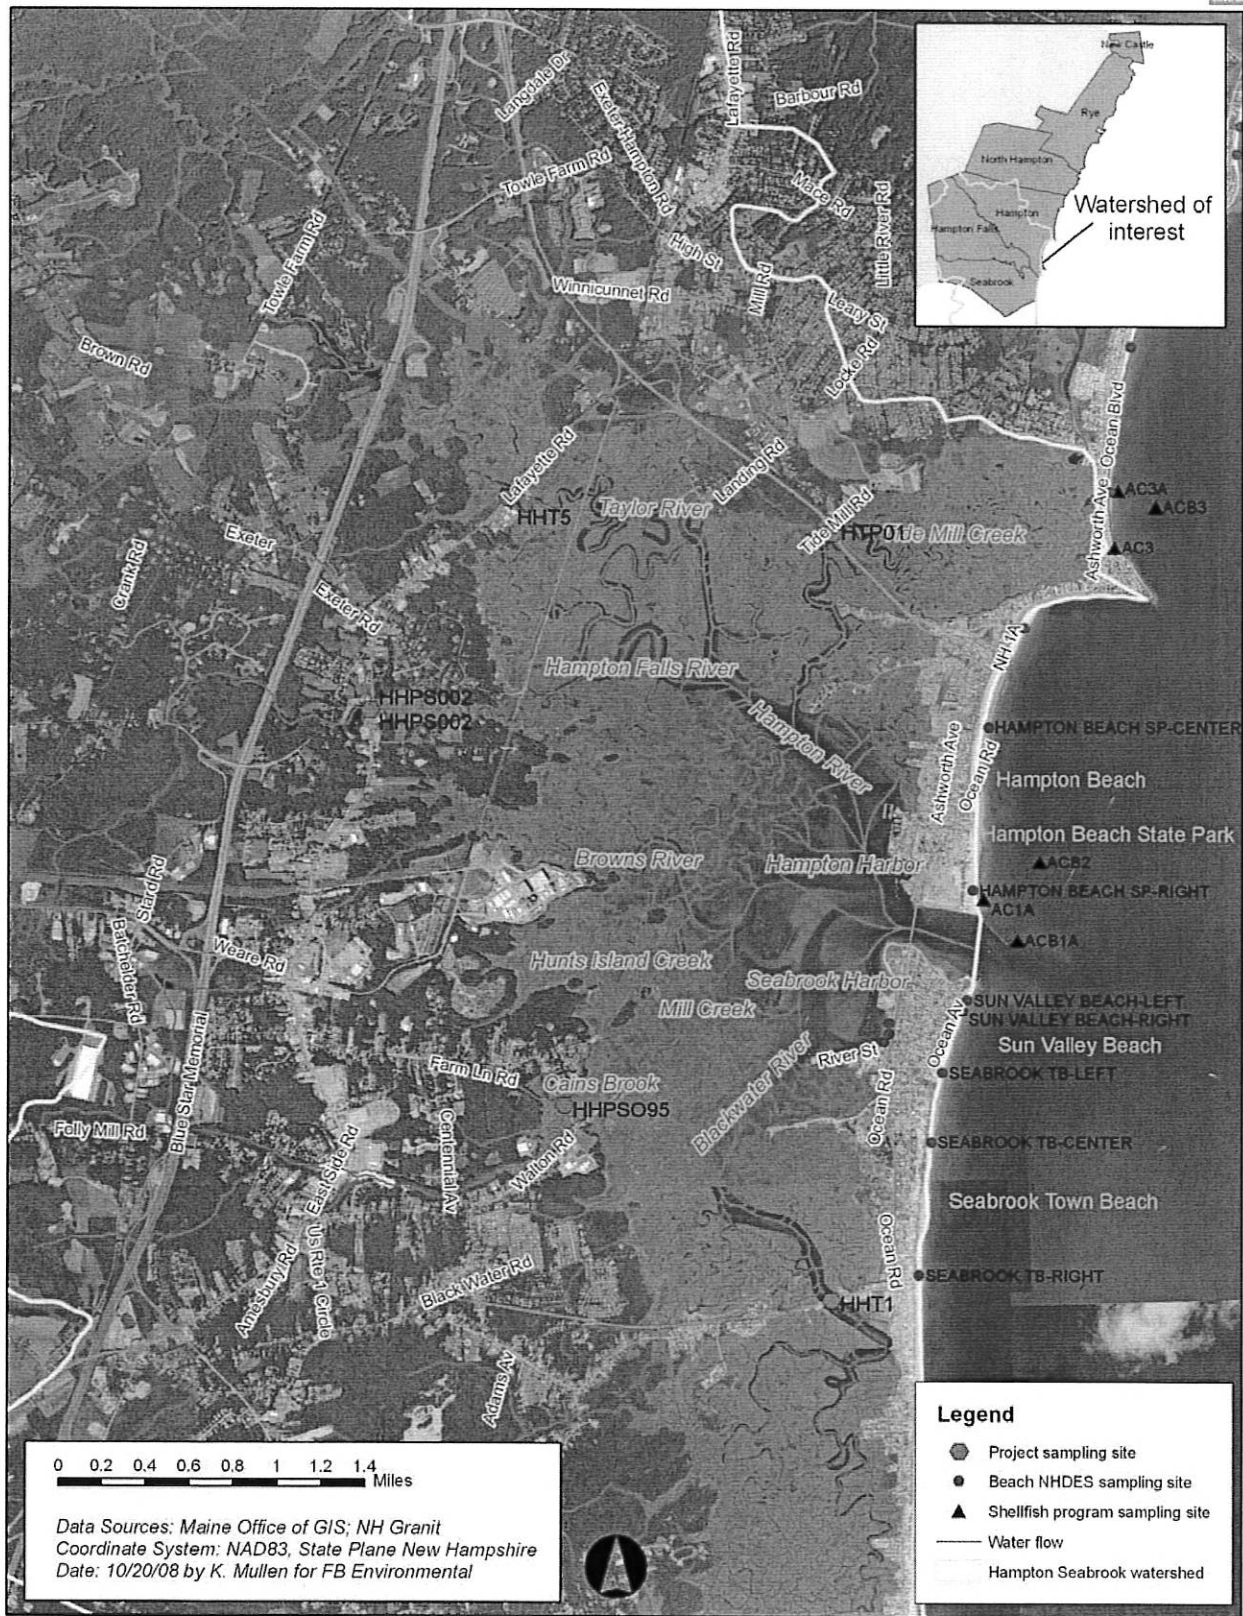 New Castle
Rye
North Hampton
Hampton
Hampton Falls
Seabrook
Watershed of
interest
Langdale Dr
Exeter-Hampton Rd
Lafayette Rd
Barbour Rd
Towle Farm Rd
Mace Rd
Little River Rd
Towle Farm Rd
High St
Mill Rd
Winnicunnet Rd
Leary St
Locke Rd
Brown Rd
Ocean Blvd
Lafayette Rd
Landing Rd
Tide Mill Rd
Taylor River
HHT5
HTP01
de Mill Creek
AC3A
ACB3
AC3
Ashworth Ave
Exeter
Crank Rd
Exeter Rd
NH 1A
Hampton Falls River
HHPS002
HHPS002
Hampton River
HAMPTON BEACH SP-CENTER
Ashworth Ave
Ocean Rd
Hampton Beach
Hampton Beach State Park
Browns River
Hampton Harbor
ACB2
HAMPTON BEACH SP-RIGHT
AC1A
Stard Rd
Batchelder Rd
Weare Rd
ACB1A
Hunts Island Creek
Seabrook Harbor
Mill Creek
SUN VALLEY BEACH-LEFT
SUN VALLEY BEACH-RIGHT
Ocean Av
Sun Valley Beach
River St
Blue Star Memorial
Farm Ln Rd
Cains Brook
SEABROOK TB-LEFT
HHPSO95
Blackwater River
Ocean Rd
Folly Mill Rd
SEABROOK TB-CENTER
East Side Rd
Centennial Av
Walton Rd
Seabrook Town Beach
Amesbury Rd
Us Rte 1 Circle
Black Water Rd
Ocean Rd
SEABROOK TB-RIGHT
HHT1
Adams Av
Legend
Project sampling site
Beach NHDES sampling site
Shellfish program sampling site
Water flow
Hampton Seabrook watershed
0 0.2 0.4 0.6 0.8 1 1.2 1.4
Miles
Data Sources: Maine Office of GIS; NH Granit
Coordinate System: NAD83, State Plane New Hampshire
Date: 10/20/08 by K. Mullen for FB Environmental